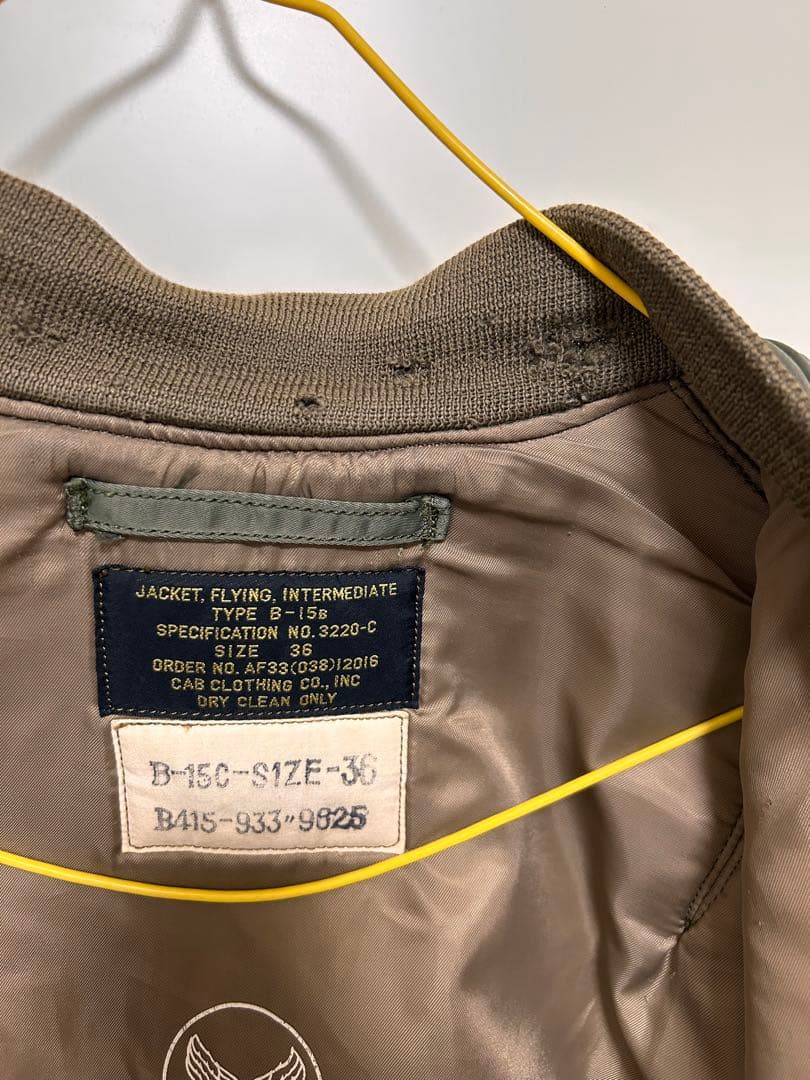 JACKET, FLYING, INTERMEDIATE
TYPE B-15B
SPECIFICATION NO. 3220-C
SIZE 36
ORDER NO. AF33(038)12016
CAB CLOTHING CO., INC
DRY CLEAN ONLY
B-15C-S1ZE-36
B415-933"9825